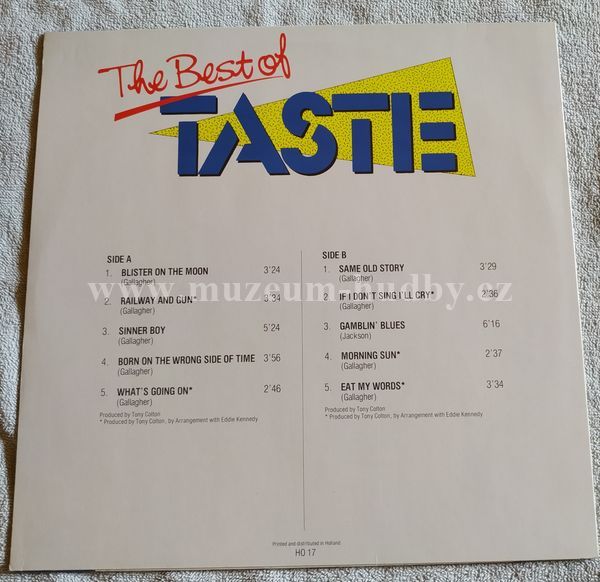 The Best of
TASTE
SIDE A
1. BLISTER ON THE MOON 3'24
(Gallagher)
2. RAILWAY AND GUN* 3'34
(Gallagher)
3. SINNER BOY 5'24
(Gallagher)
4. BORN ON THE WRONG SIDE OF TIME 3'56
(Gallagher)
5. WHAT'S GOING ON* 2'46
(Gallagher)
Produced by Tony Colton
* Produced by Tony Colton, by Arrangement with Eddie Kennedy
SIDE B
1. SAME OLD STORY 3'29
(Gallagher)
2. IF I DON'T SING I'LL CRY* 2'36
(Gallagher)
3. GAMBLIN' BLUES 6'16
(Jackson)
4. MORNING SUN* 2'37
(Gallagher)
5. EAT MY WORDS* 3'34
(Gallagher)
Produced by Tony Colton
* Produced by Tony Colton, by Arrangement with Eddie Kennedy
www.muzeumahudby.cz
Printed and distributed in Holland.
HO 17